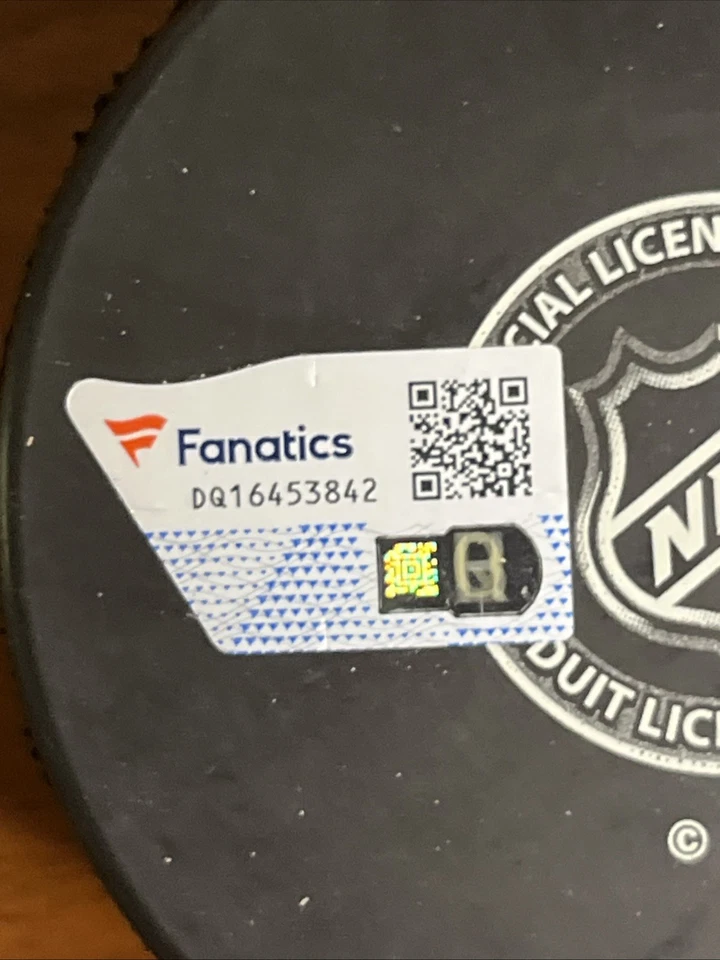 CIAL LICEN
Fanatics
DQ16453842
N
DUIT LIC
©